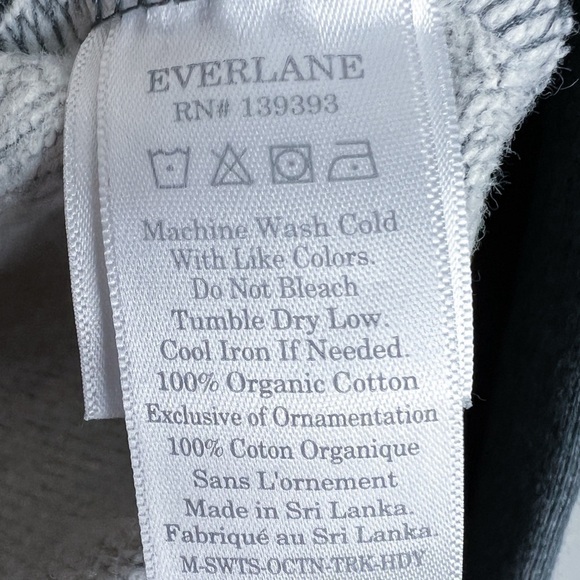 EVERLANE
RN# 139393
Machine Wash Cold
With Like Colors.
Do Not Bleach
Tumble Dry Low.
Cool Iron If Needed.
100% Organic Cotton
Exclusive of Ornamentation
100% Coton Organique
Sans L'ornement
Made in Sri Lanka.
Fabriqué au Sri Lanka.
M-SWTS-OCTN-TRK-HDY